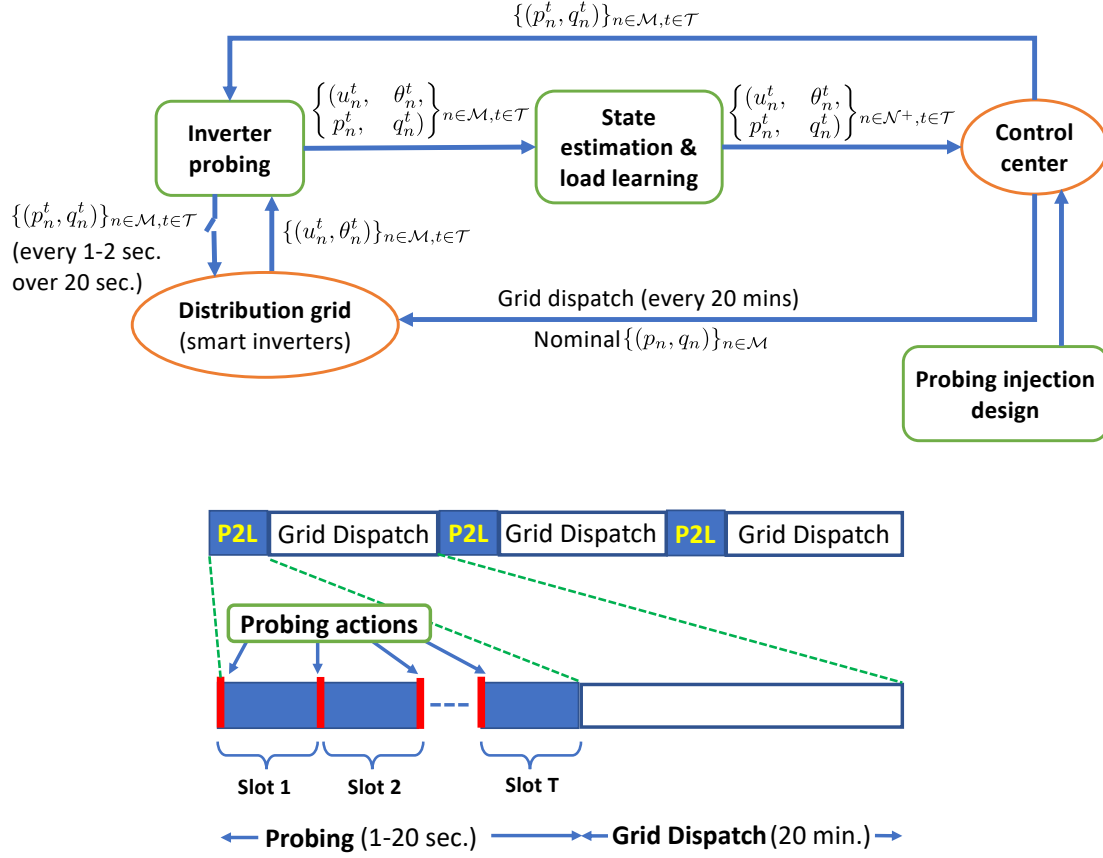 {(p_n^t, q_n^t)}_{n∈M,t∈T}
{(u_n^t, θ_n^t,
p_n^t, q_n^t)}_{n∈M,t∈T}
{(u_n^t, θ_n^t,
p_n^t, q_n^t)}_{n∈N^+,t∈T}
Inverter
probing
State
estimation &
load learning
Control
center
{(p_n^t, q_n^t)}_{n∈M,t∈T}
(every 1-2 sec.
over 20 sec.)
{(u_n^t, θ_n^t)}_{n∈M,t∈T}
Distribution grid
(smart inverters)
Grid dispatch (every 20 mins)
Nominal {(p_n, q_n)}_{n∈M}
Probing injection
design
P2L Grid Dispatch P2L Grid Dispatch P2L Grid Dispatch
Probing actions
Slot 1 Slot 2 Slot T
Probing (1-20 sec.) Grid Dispatch (20 min.)